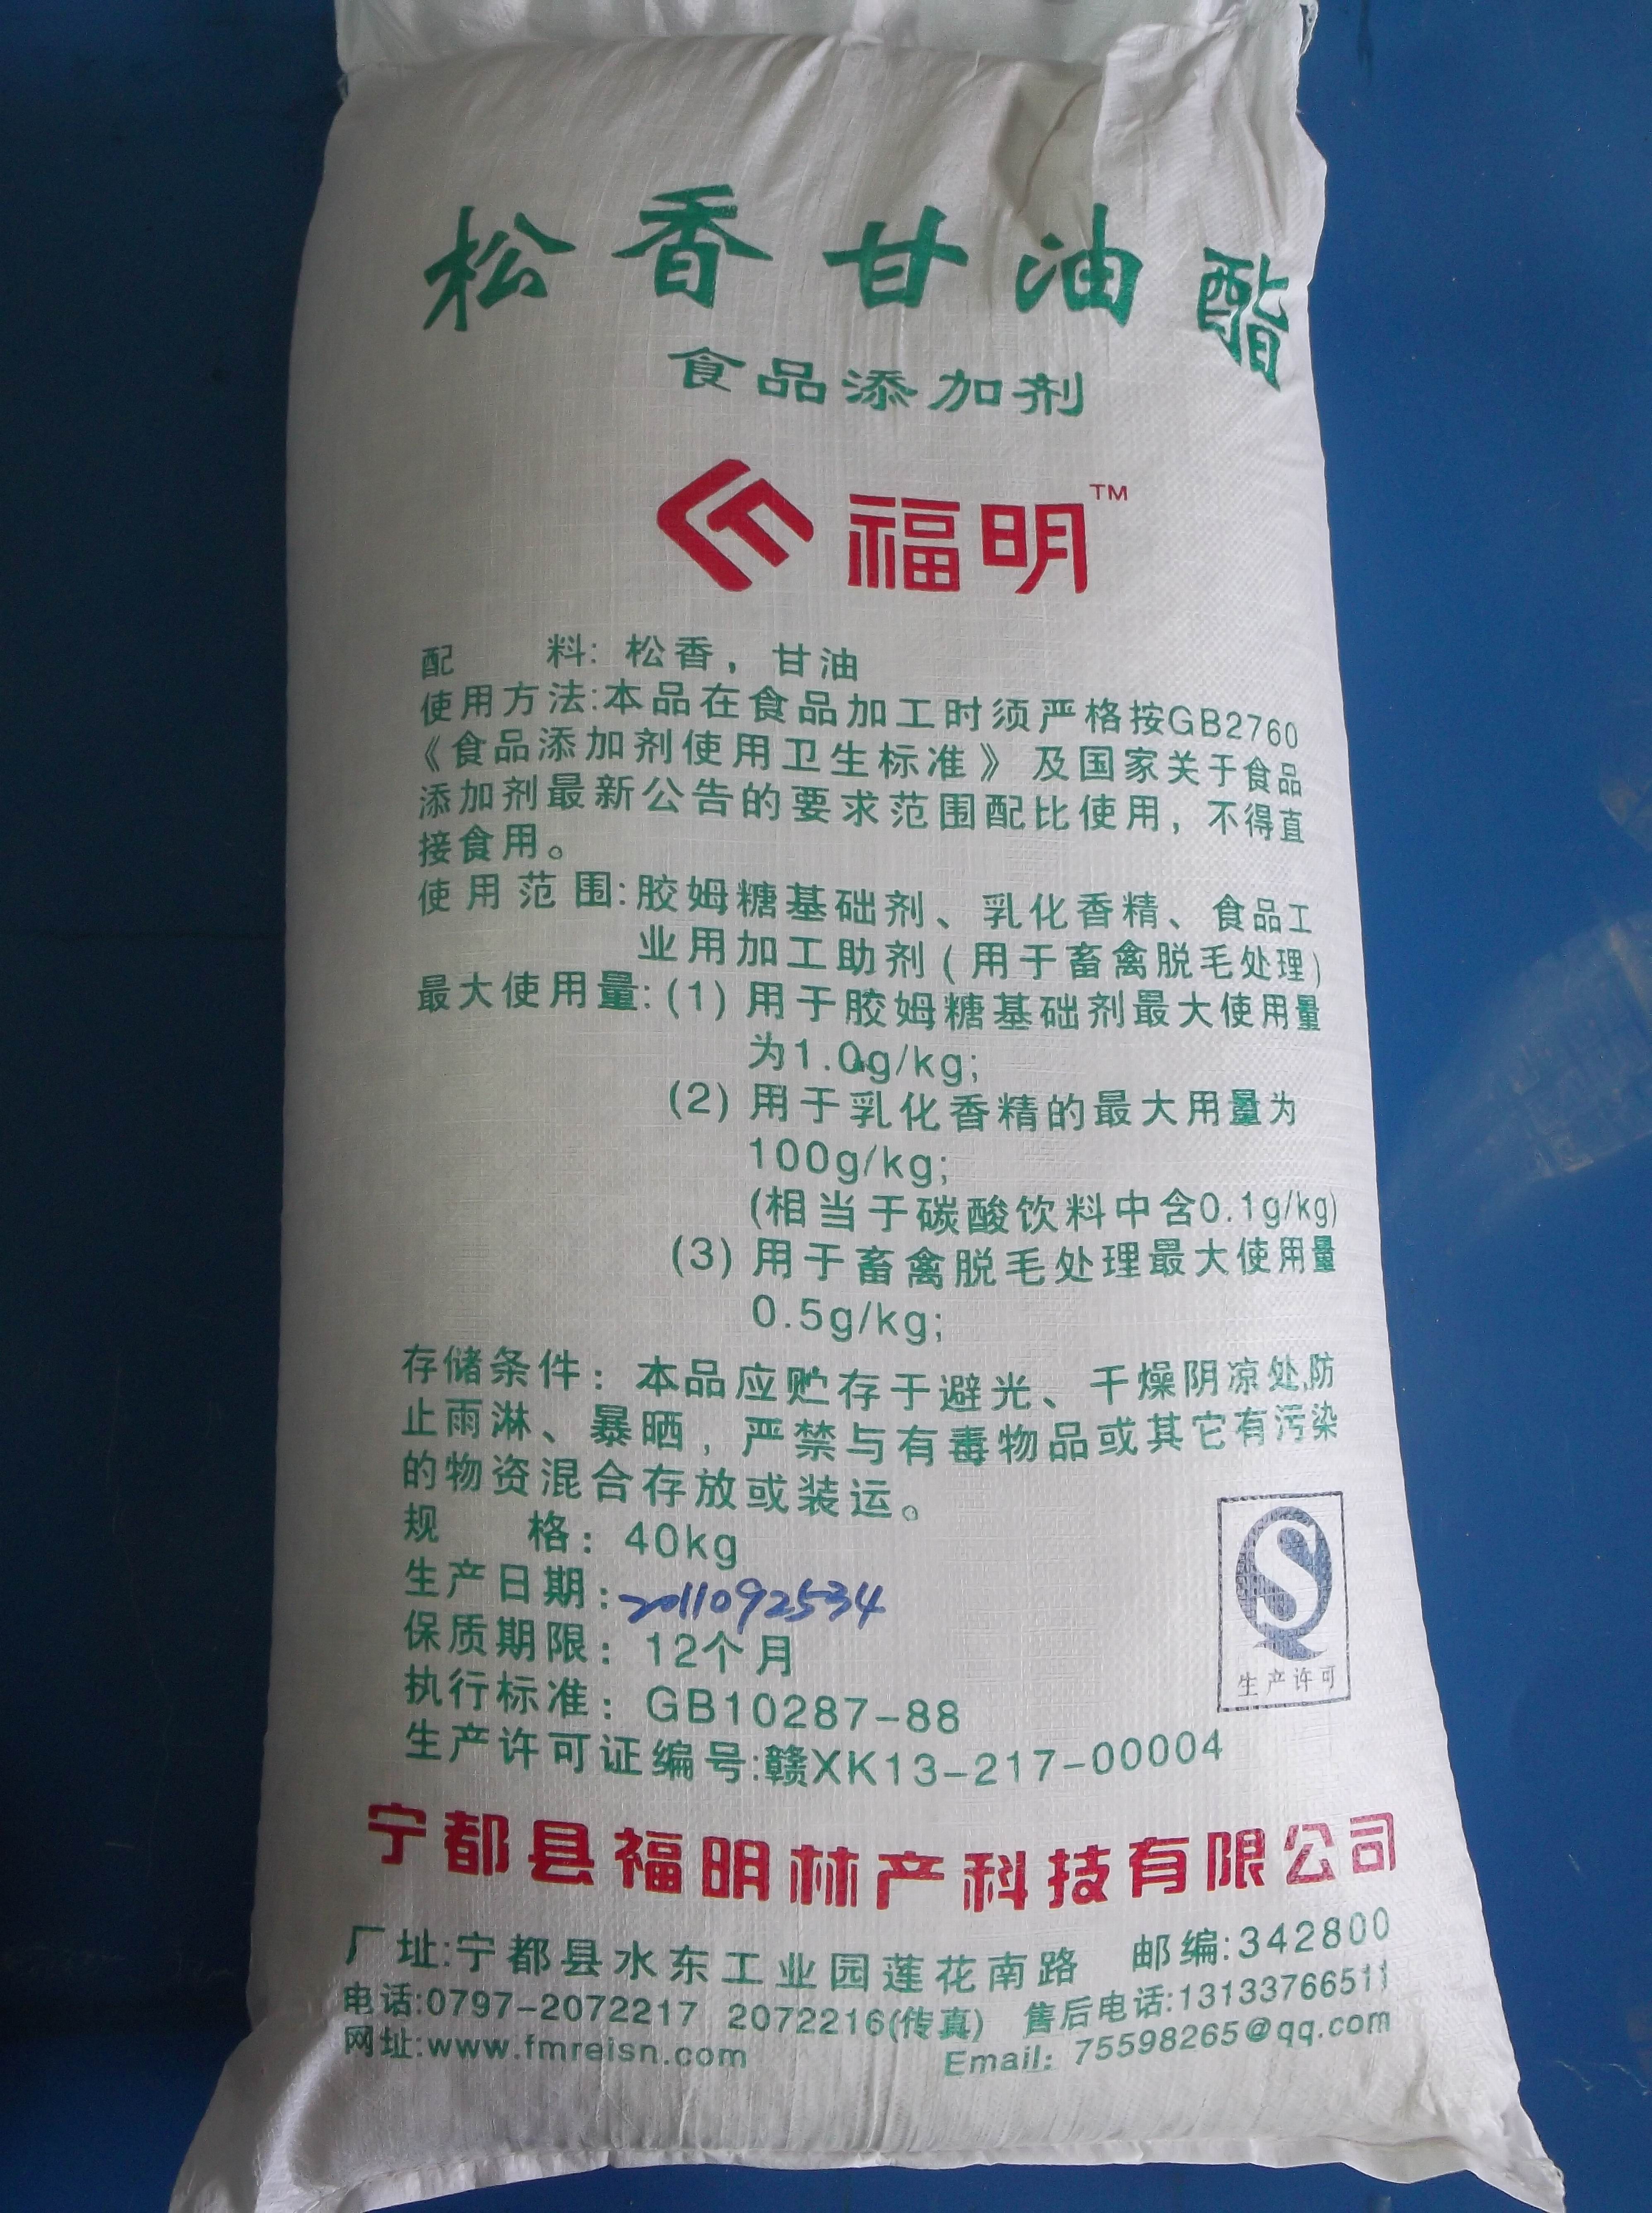 松香甘油酯
食品添加剂
福明™
配 料: 松香，甘油
使用方法:本品在食品加工时须严格按GB2760
《食品添加剂使用卫生标准》及国家关于食品
添加剂最新公告的要求范围配比使用，不得直
接食用。
使用范围:胶姆糖基础剂、乳化香精、食品工
业用加工助剂(用于畜禽脱毛处理)
最大使用量:(1) 用于胶姆糖基础剂最大使用量
为1.0g/kg;
(2) 用于乳化香精的最大用量为
100g/kg;
(相当于碳酸饮料中含0.1g/kg)
(3) 用于畜禽脱毛处理最大使用量
0.5g/kg;
存储条件：本品应贮存于避光、干燥阴凉处,防
止雨淋、暴晒，严禁与有毒物品或其它有污染
的物资混合存放或装运。
规 格：40kg
生产日期:2011092534
保质期限：12个月
执行标准：GB10287-88
生产许可证编号:赣XK13-217-00004
生产许可
宁都县福明林产科技有限公司
厂址:宁都县水东工业园莲花南路 邮编:342800
电话:0797-2072217 2072216(传真) 售后电话:13133766511
网址:www.fmreisn.com Email: 75598265@qq.com